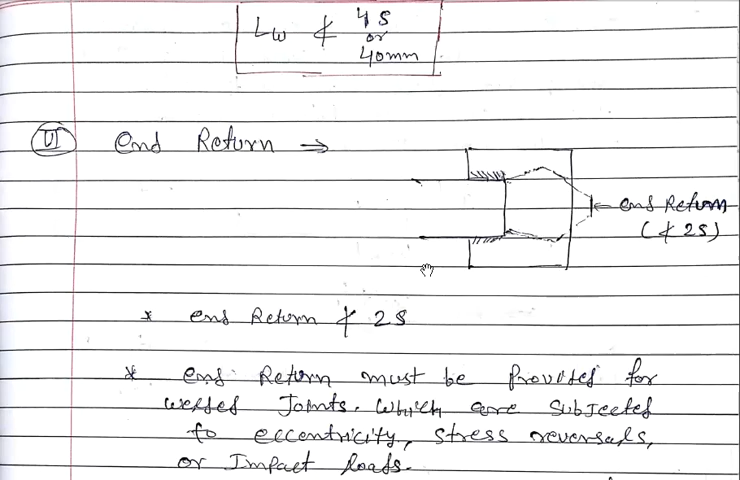 Lw ≮ 4S
or
40mm
VI End Return →
← end Return
(≮ 2S)
* end Return ≮ 2S
* End Return must be provided for
welded Joints. which are subjected
to eccentricity, stress reversals,
or Impact loads.